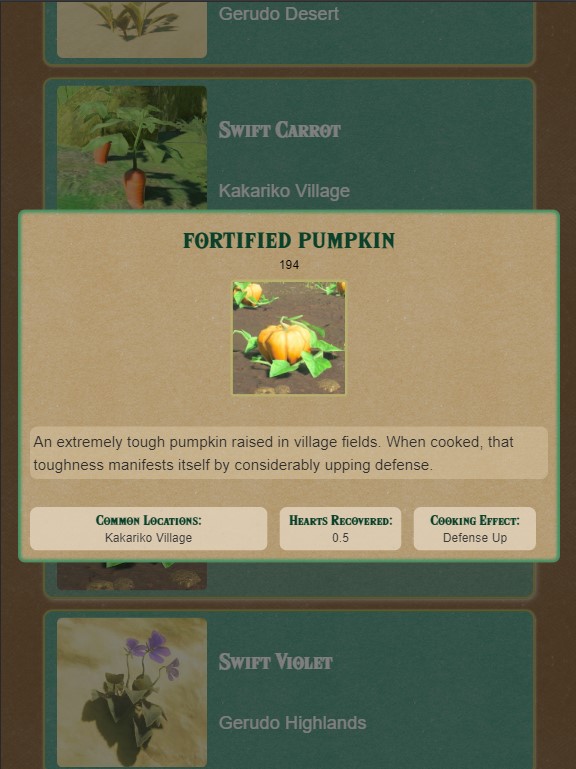 Gerudo Desert
Swift Carrot
Kakariko Village
FORTIFIED PUMPKIN
194
An extremely tough pumpkin raised in village fields. When cooked, that
toughness manifests itself by considerably upping defense.
Common Locations:
Kakariko Village
Hearts Recovered:
0.5
Cooking Effect:
Defense Up
Swift Violet
Gerudo Highlands